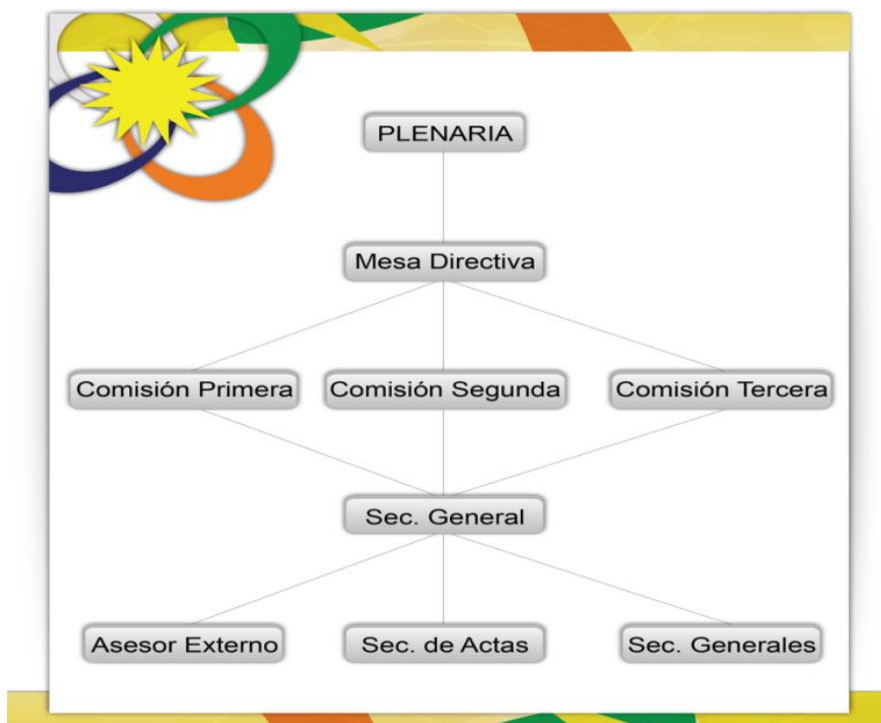 PLENARIA
Mesa Directiva
Comisión Primera
Comisión Segunda
Comisión Tercera
Sec. General
Asesor Externo
Sec. de Actas
Sec. Generales